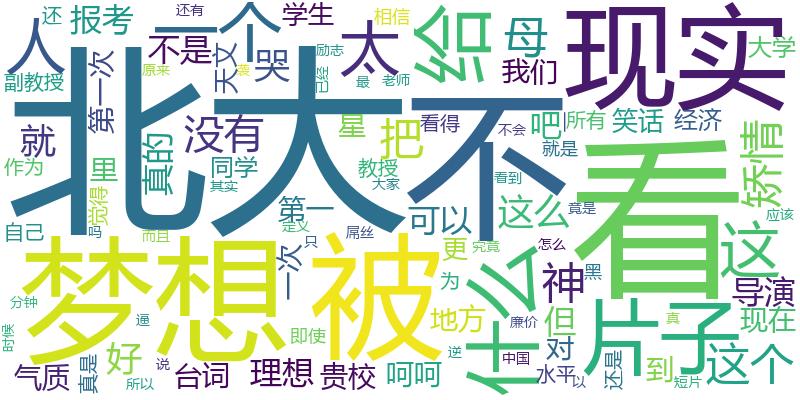 还
报考
一个
还有
学生
相信
大学
人
不是
天文
哭
励志
已经
太
给
母
现实
副教授
原来
袭
最
老师
我们
第一次
北大
不
就
没有
星
把
看得
不会
吧
所有
笑话
经济
矫情
作为
里
真的
同学
教授
就是
看
觉得
其实
大家
看到
自己
吗
而且
第一
定义
屌丝
只
可以
这么
竟是
应该
这
梦想
一次
被
更
究竟
什么
怎么
神
黑
导演
分钟
逼
即使
为
地方
廉价
但
片子
现在
时候
好
气质
真是
说
所以
台词
理想
贵校
呵呵
逆
中国
对
水平
以
还是
到
真
短片
这个